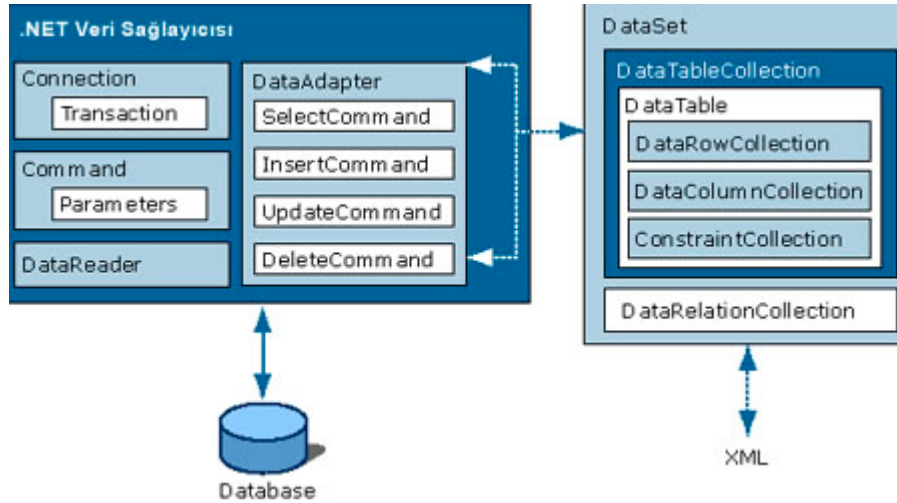 .NET Veri Sağlayıcısı
Connection
Transaction
Command
Parameters
DataReader
DataAdapter
SelectCommand
InsertCommand
UpdateCommand
DeleteCommand
Database
DataSet
DataTableCollection
DataTable
DataRowCollection
DataColumnCollection
ConstraintCollection
DataRelationCollection
XML